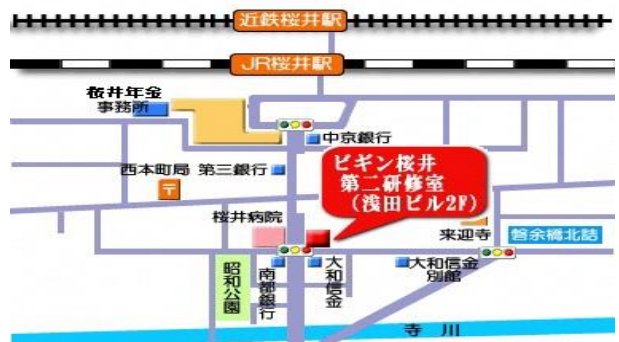 近鉄桜井駅
JR桜井駅
桜井年金
事務所
中京銀行
西本町局
第三銀行
〒
ビギン桜井
第二研修室
（浅田ビル2F）
桜井病院
来迎寺
磐余橋北詰
昭和公園
南都銀行
大和信金
大和信金
別館
寺川